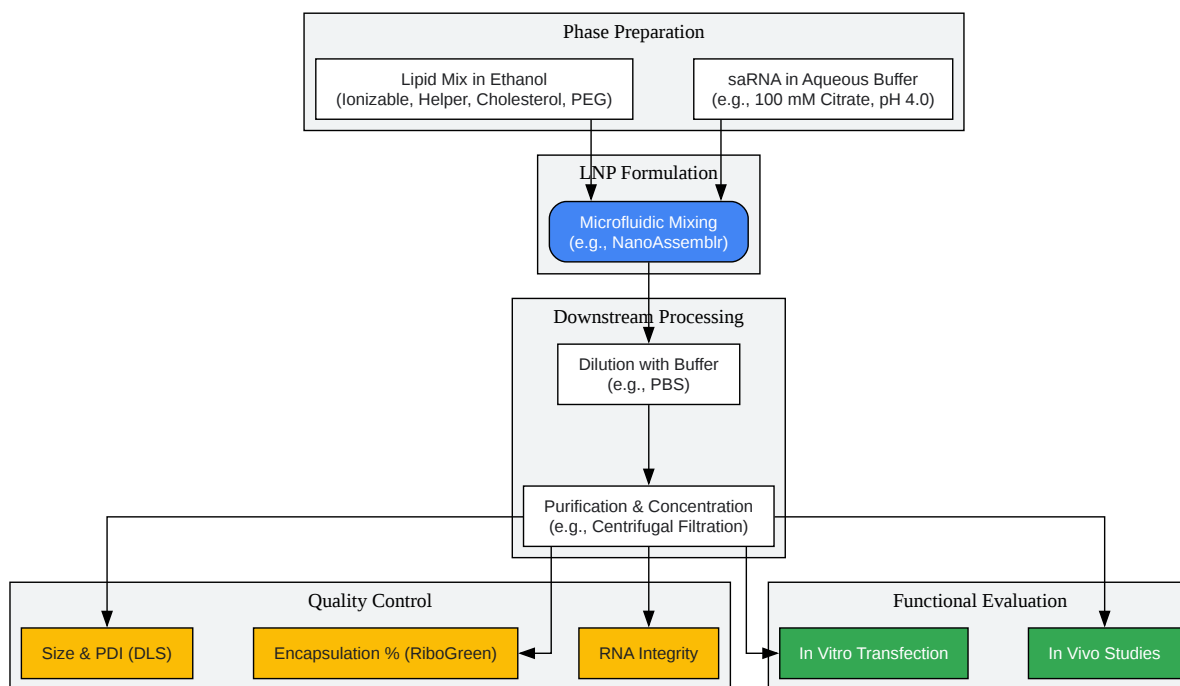 Phase Preparation
Lipid Mix in Ethanol
(Ionizable, Helper, Cholesterol, PEG)
saRNA in Aqueous Buffer
(e.g., 100 mM Citrate, pH 4.0)
LNP Formulation
Microfluidic Mixing
(e.g., NanoAssemblr)
Downstream Processing
Dilution with Buffer
(e.g., PBS)
Purification & Concentration
(e.g., Centrifugal Filtration)
Quality Control
Size & PDI (DLS)
Encapsulation % (RiboGreen)
RNA Integrity
Functional Evaluation
In Vitro Transfection
In Vivo Studies